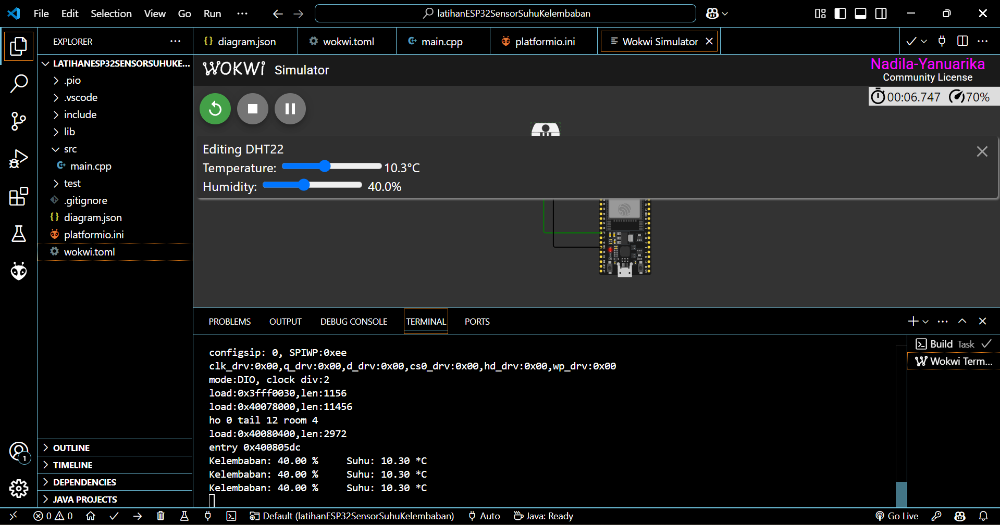 File Edit Selection View Go Run ··· latihanESP32SensorSuhuKelembaban
EXPLORER
diagram.json wokwi.toml main.cpp platformio.ini Wokwi Simulator
LATIHANESP32SENSORSUHUKE...
.pio
.vscode
include
lib
src
main.cpp
test
.gitignore
diagram.json
platformio.ini
wokwi.toml
OUTLINE
TIMELINE
DEPENDENCIES
JAVA PROJECTS
WOKWI Simulator
Nadila-Yanuarika
Community License
00:06.747 70%
Editing DHT22
Temperature: 10.3°C
Humidity: 40.0%
PROBLEMS OUTPUT DEBUG CONSOLE TERMINAL PORTS
configsip: 0, SPIWP:0xee
clk_drv:0x00,q_drv:0x00,d_drv:0x00,cs0_drv:0x00,hd_drv:0x00,wp_drv:0x00
mode:DIO, clock div:2
load:0x3fff0030,len:1156
load:0x40078000,len:11456
ho 0 tail 12 room 4
load:0x40080400,len:2972
entry 0x400805dc
Kelembaban: 40.00 % Suhu: 10.30 *C
Kelembaban: 40.00 % Suhu: 10.30 *C
Kelembaban: 40.00 % Suhu: 10.30 *C
Build Task
Wokwi Term...
1
0 0 Default (latihanESP32SensorSuhuKelembaban) Auto Java: Ready Go Live